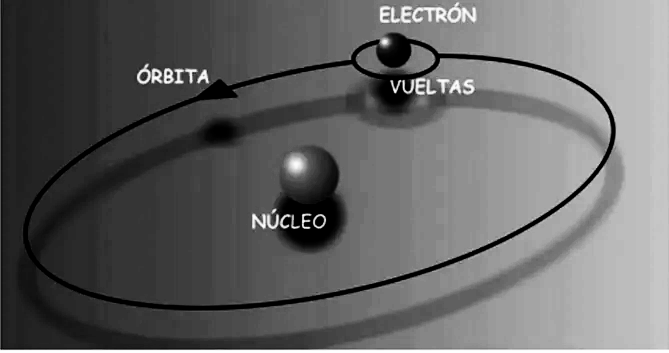 ELECTRÓN
ÓRBITA
VUELTAS
NÚCLEO